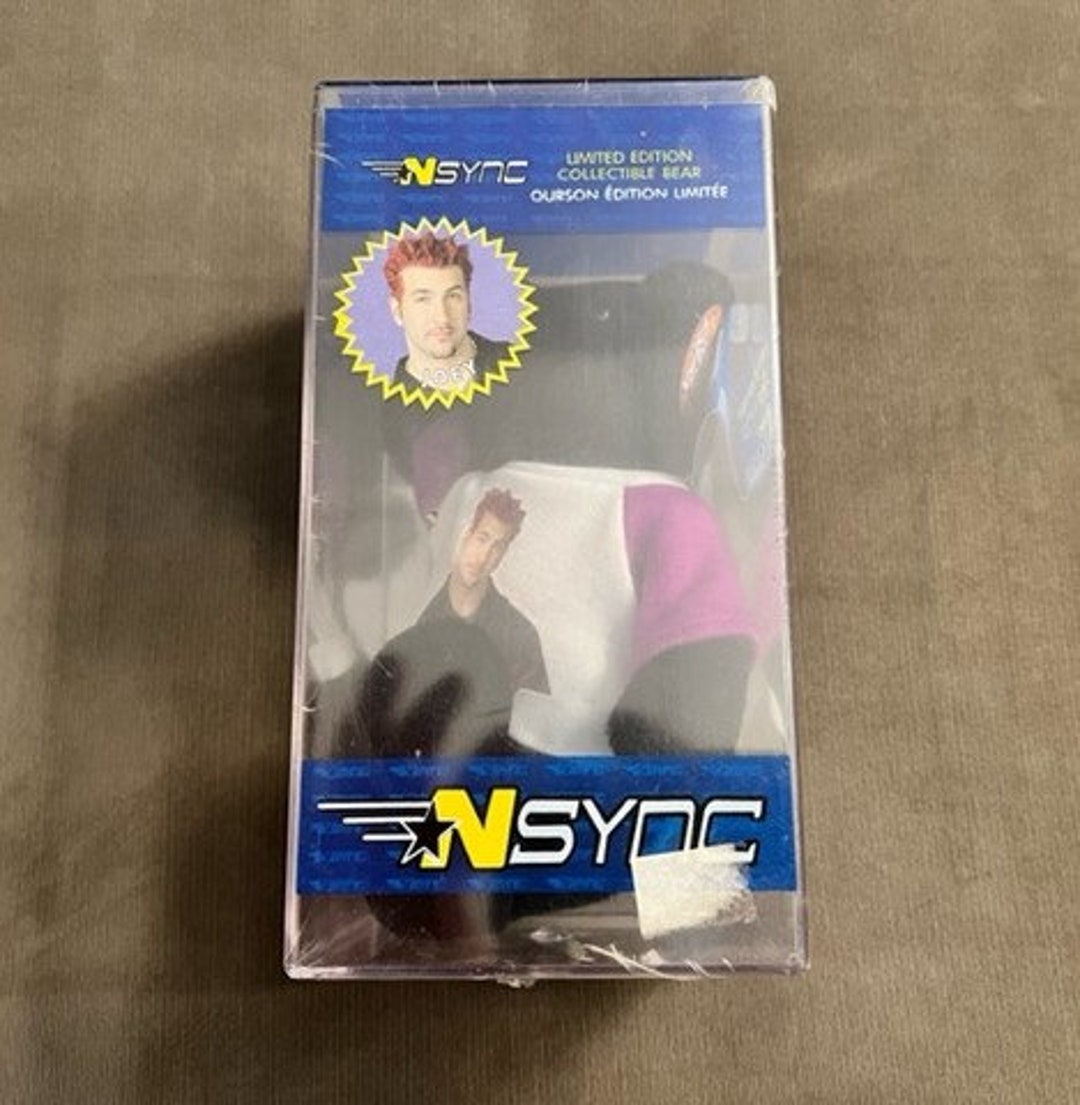 NSYNC
LIMITED EDITION
COLLECTIBLE BEAR
OURSON ÉDITION LIMITÉE
JOEY
NSYNC